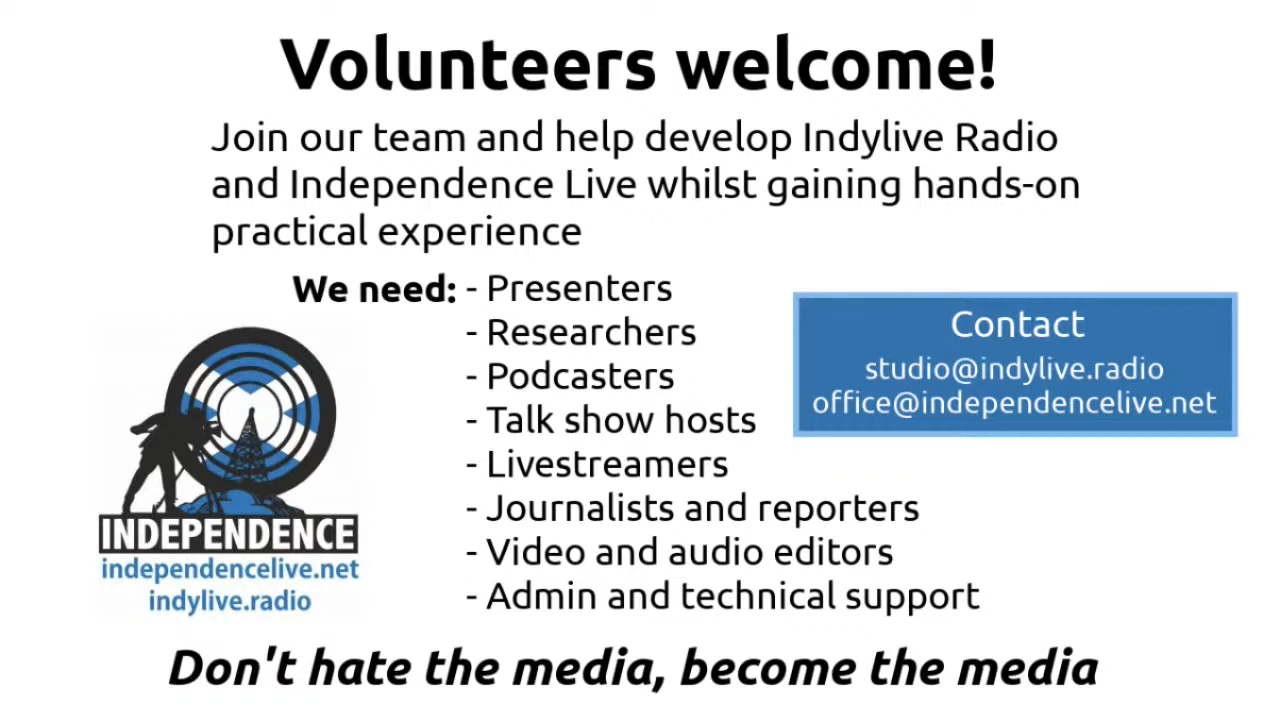 Volunteers welcome!
Join our team and help develop Indylive Radio
and Independence Live whilst gaining hands-on
practical experience
We need: - Presenters
- Researchers
- Podcasters
- Talk show hosts
- Livestreamers
- Journalists and reporters
- Video and audio editors
- Admin and technical support
Contact
studio@indylive.radio
office@independencelive.net
INDEPENDENCE
independencelive.net
indylive.radio
Don't hate the media, become the media